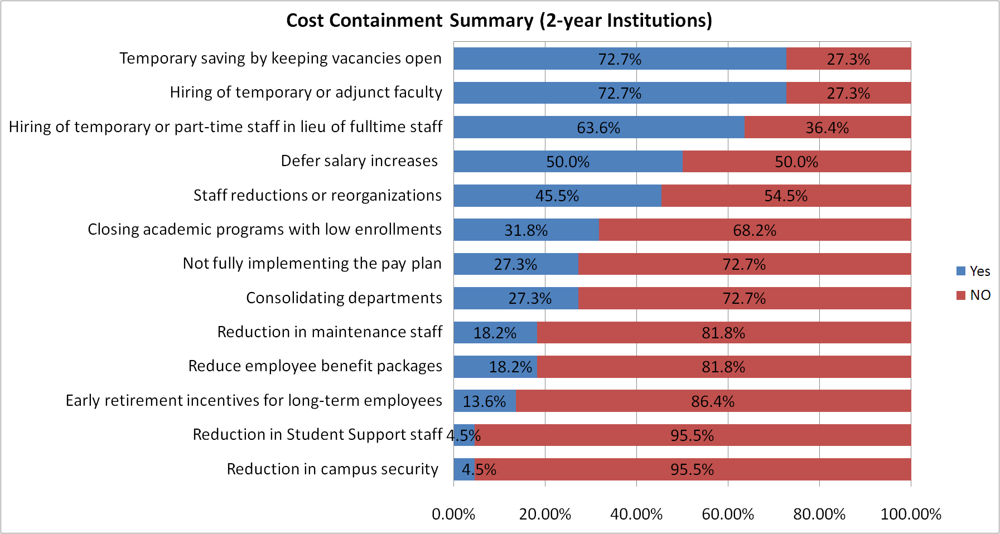 Cost Containment Summary (2-year Institutions)
Temporary saving by keeping vacancies open 72.7% 27.3%
Hiring of temporary or adjunct faculty 72.7% 27.3%
Hiring of temporary or part-time staff in lieu of fulltime staff 63.6% 36.4%
Defer salary increases 50.0% 50.0%
Staff reductions or reorganizations 45.5% 54.5%
Closing academic programs with low enrollments 31.8% 68.2%
Not fully implementing the pay plan 27.3% 72.7%
Yes
Consolidating departments 27.3% 72.7%
NO
Reduction in maintenance staff 18.2% 81.8%
Reduce employee benefit packages 18.2% 81.8%
Early retirement incentives for long-term employees 13.6% 86.4%
Reduction in Student Support staff 4.5% 95.5%
Reduction in campus security 4.5% 95.5%
0.00% 20.00% 40.00% 60.00% 80.00% 100.00%